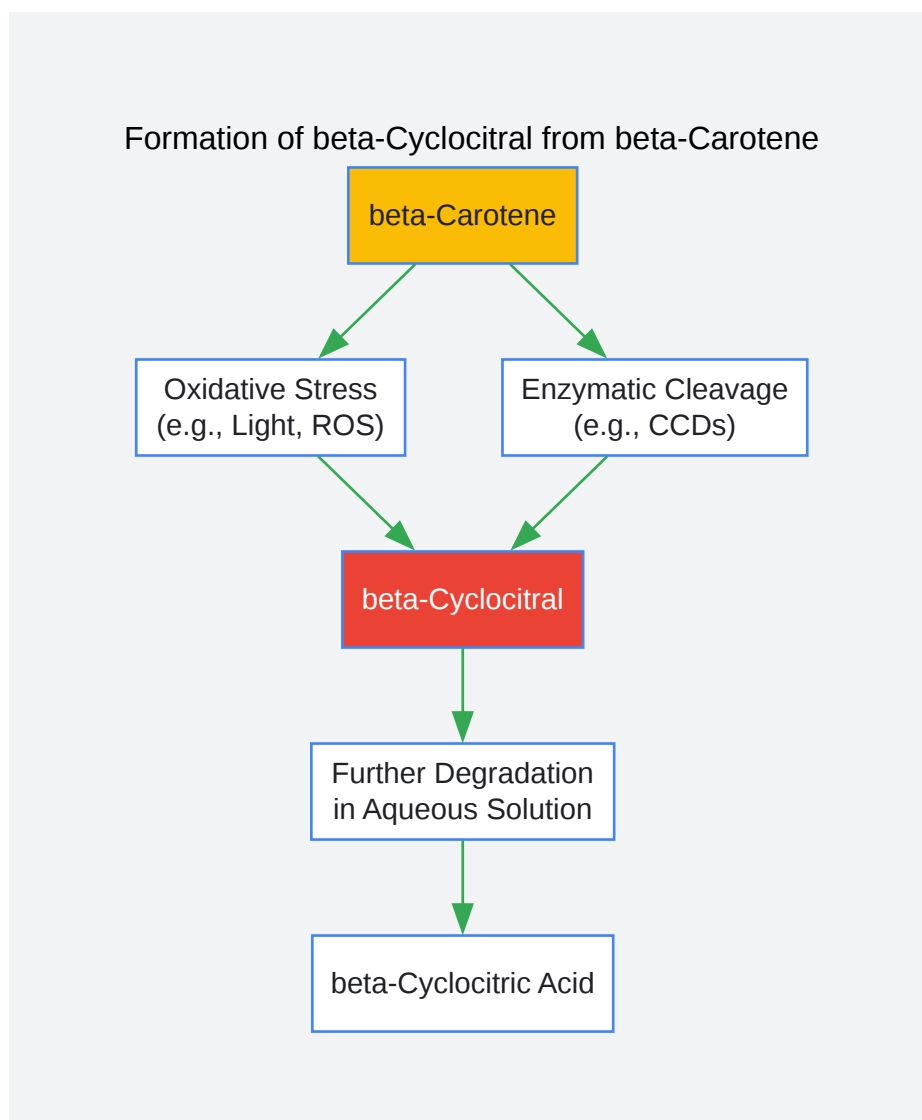 Formation of beta-Cyclocitral from beta-Carotene
beta-Carotene
Oxidative Stress
(e.g., Light, ROS)
Enzymatic Cleavage
(e.g., CCDs)
beta-Cyclocitral
Further Degradation
in Aqueous Solution
beta-Cyclocitric Acid